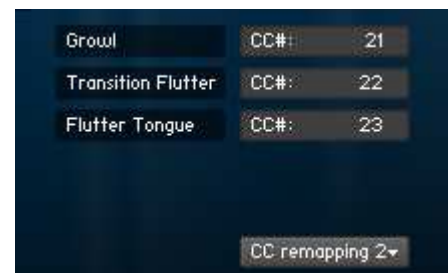 Growl CC#: 21
Transition Flutter CC#: 22
Flutter Tongue CC#: 23
CC remapping 2